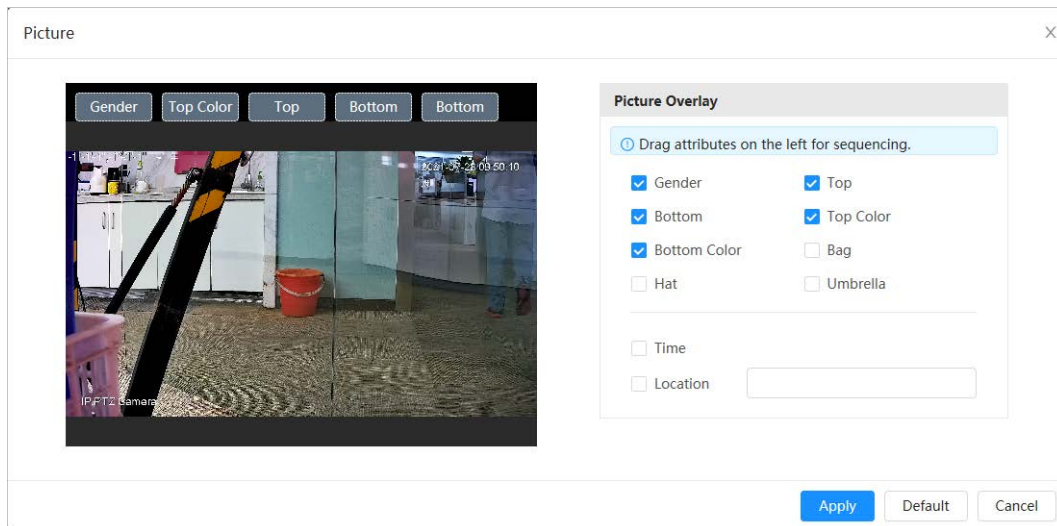 Picture
X
Gender Top Color Top Bottom Bottom
Picture Overlay
Drag attributes on the left for sequencing.
Gender Top
Bottom Top Color
Bottom Color Bag
Hat Umbrella
Time
Location
IP PTZ Camera
Apply Default Cancel